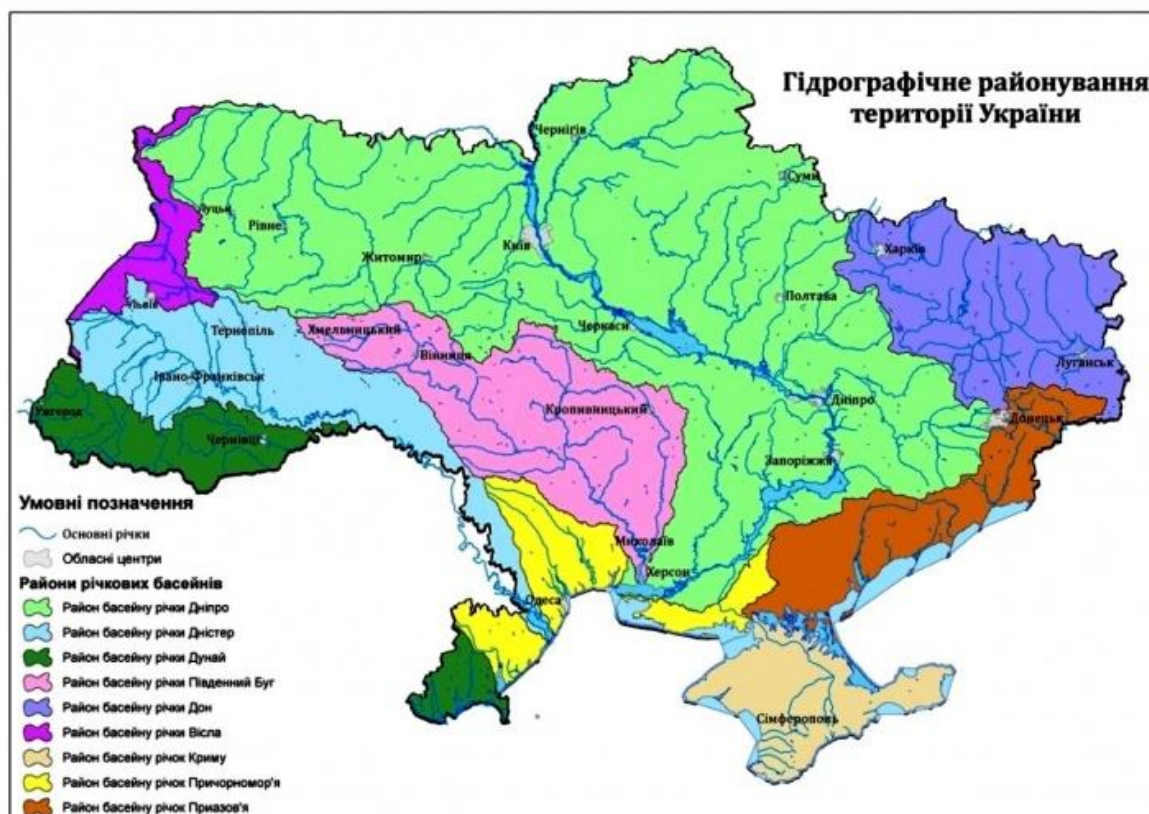 Гідрографічне районування
території України
Чернігів
Суми
Луцьк
Рівне
Київ
Харків
Житомир
Полтава
Львів
Тернопіль
Хмельницький
Черкаси
Вінниця
Луганськ
Івано-Франківськ
Ужгород
Чернівці
Кропивницький
Дніпро
Донецьк
Запоріжжя
Миколаїв
Херсон
Одеса
Сімферополь
Умовні позначення
Основні річки
Обласні центри
Райони річкових басейнів
Район басейну річки Дніпро
Район басейну річки Дністер
Район басейну річки Дунай
Район басейну річки Південний Буг
Район басейну річки Дон
Район басейну річки Вісла
Район басейну річок Криму
Район басейну річок Причорномор'я
Район басейну річок Приазов'я